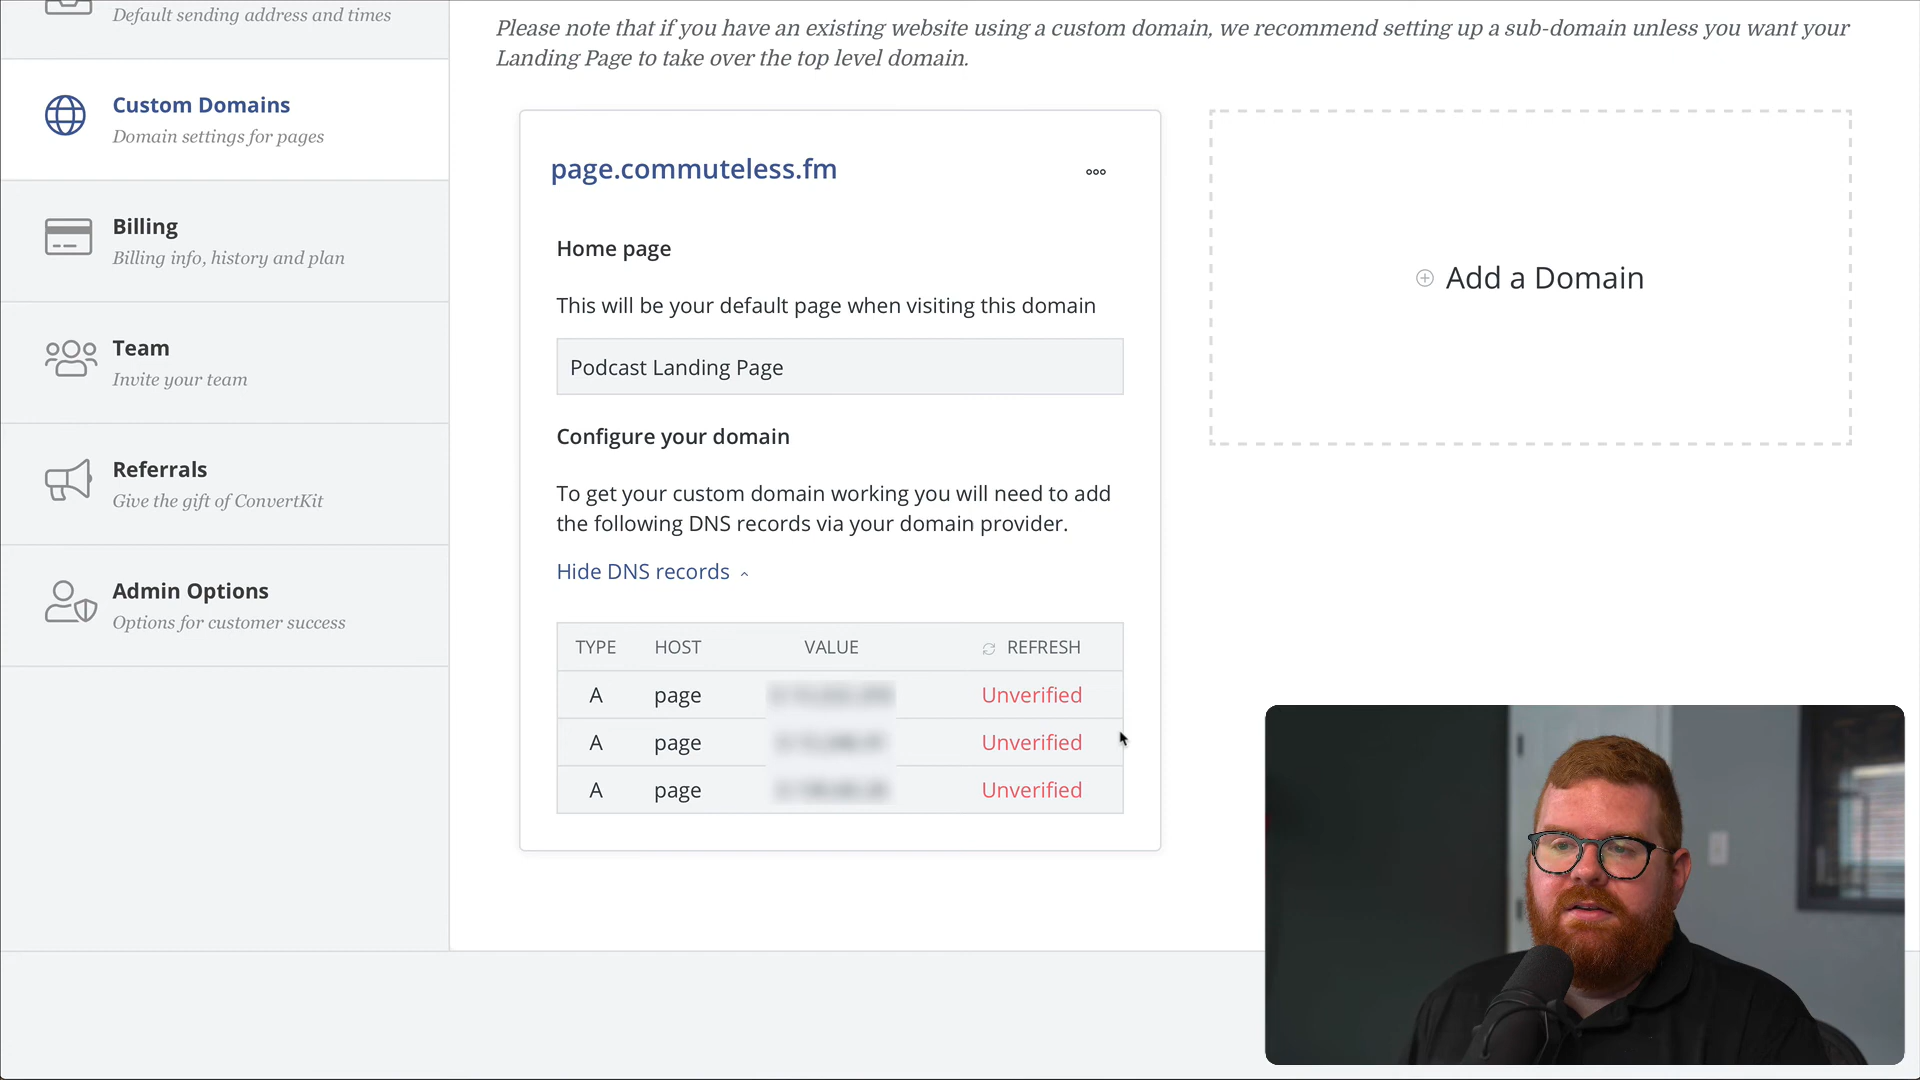 Default sending address and times
Custom Domains
Domain settings for pages
Billing
Billing info, history and plan
Team
Invite your team
Referrals
Give the gift of ConvertKit
Admin Options
Options for customer success
Please note that if you have an existing website using a custom domain, we recommend setting up a sub-domain unless you want your
Landing Page to take over the top level domain.
page.commuteless.fm
Home page
This will be your default page when visiting this domain
Podcast Landing Page
Configure your domain
To get your custom domain working you will need to add
the following DNS records via your domain provider.
Hide DNS records
TYPE HOST VALUE REFRESH
A page Unverified
A page Unverified
A page Unverified
Add a Domain